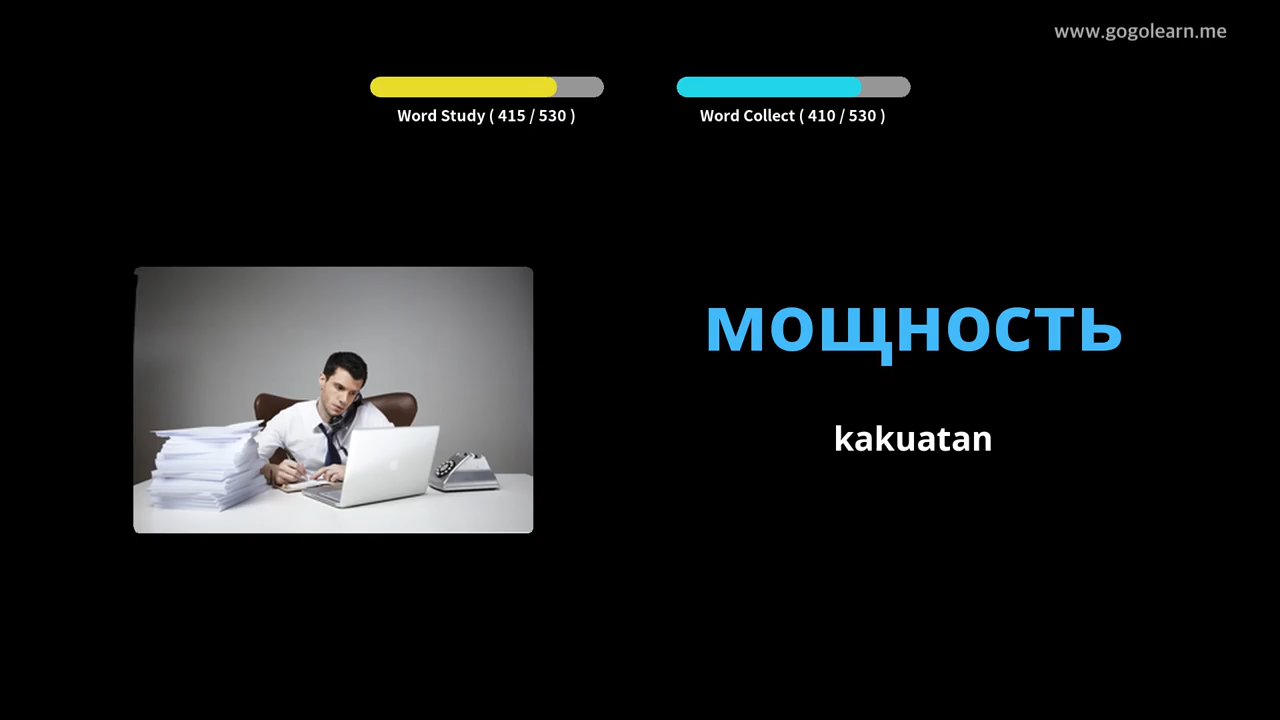 www.gogolearn.me
Word Study ( 415 / 530 )
Word Collect ( 410 / 530 )
мощность
kakuatan